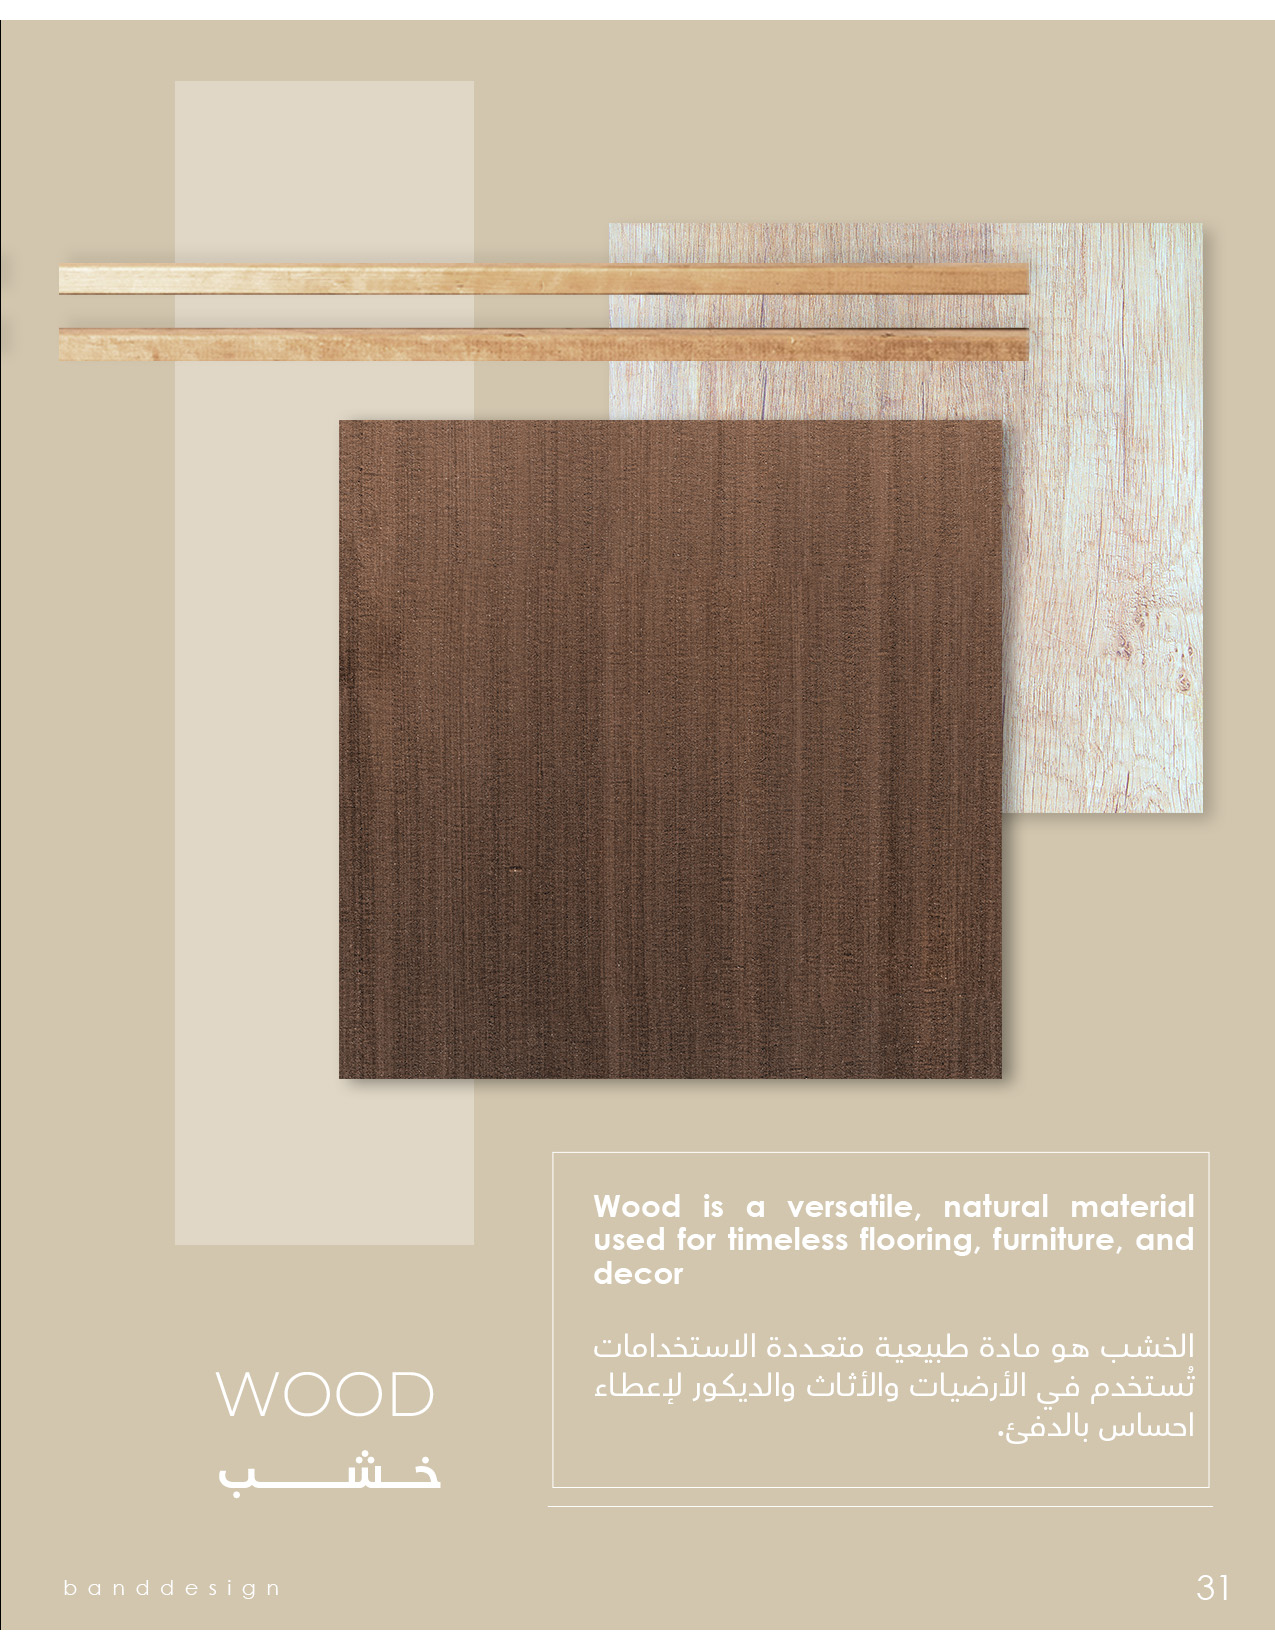 Wood is a versatile, natural material
used for timeless flooring, furniture, and
decor
الخشب هو مادة طبيعية متعددة الاستخدامات
تُستخدم في الأرضيات والأثاث والديكور لإعطاء
احساس بالدفئ.
WOOD
خشب
banddesign
31